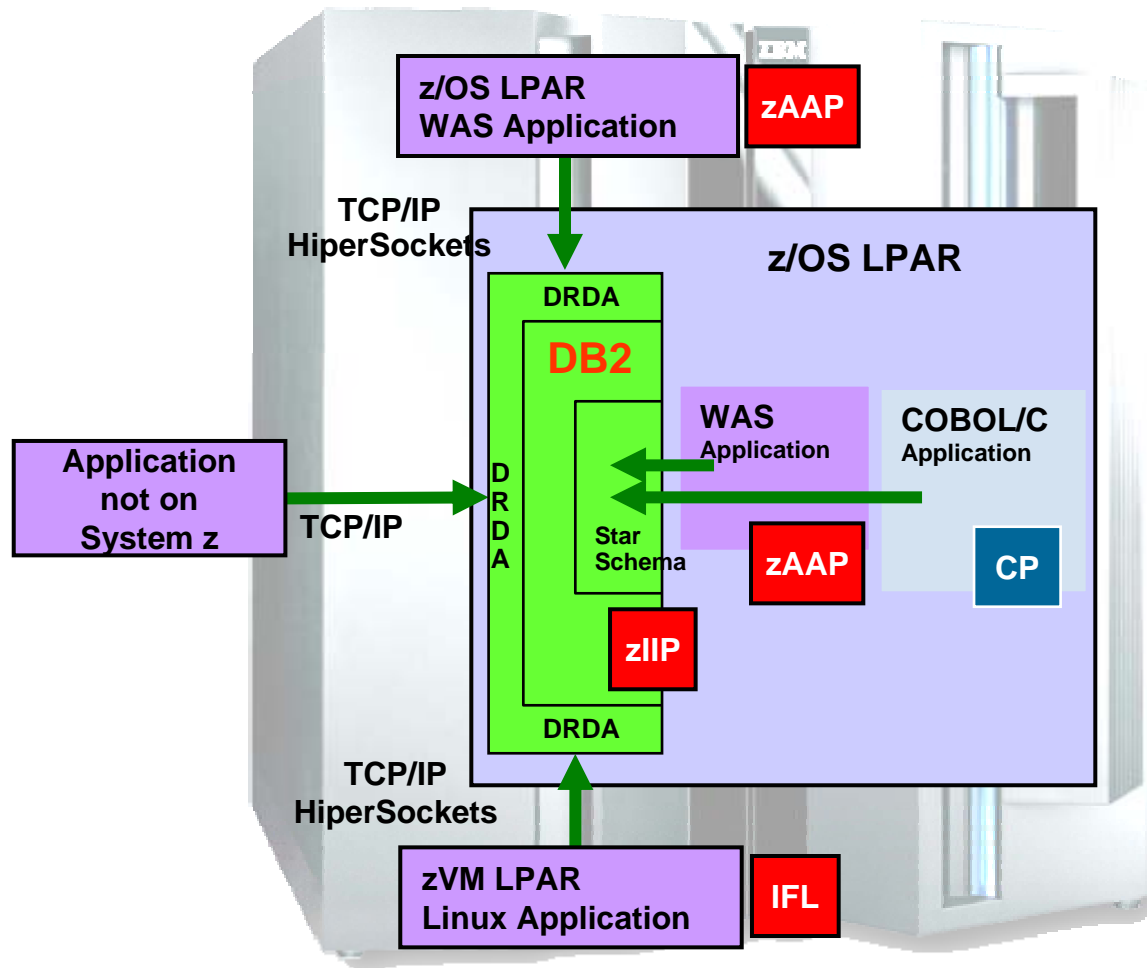 IBM
z/OS LPAR
WAS Application
zAAP
TCP/IP
HiperSockets
z/OS LPAR
DRDA
DB2
WAS
Application
COBOL/C
Application
Application
not on
System z
TCP/IP
D
R
D
A
Star
Schema
zAAP
CP
zIIP
DRDA
TCP/IP
HiperSockets
zVM LPAR
Linux Application
IFL